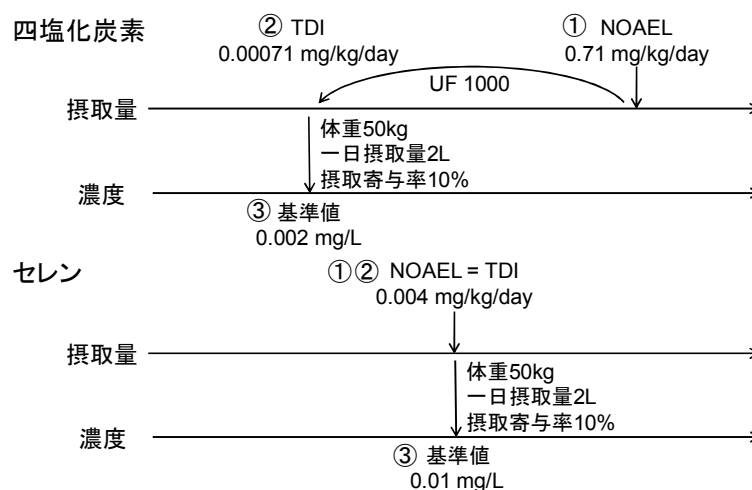 四塩化炭素
② TDI
0.00071 mg/kg/day
① NOAEL
0.71 mg/kg/day
UF 1000
摂取量
体重50kg
一日摂取量2L
摂取寄与率10%
濃度
③ 基準値
0.002 mg/L
セレン
①② NOAEL = TDI
0.004 mg/kg/day
摂取量
体重50kg
一日摂取量2L
摂取寄与率10%
濃度
③ 基準値
0.01 mg/L